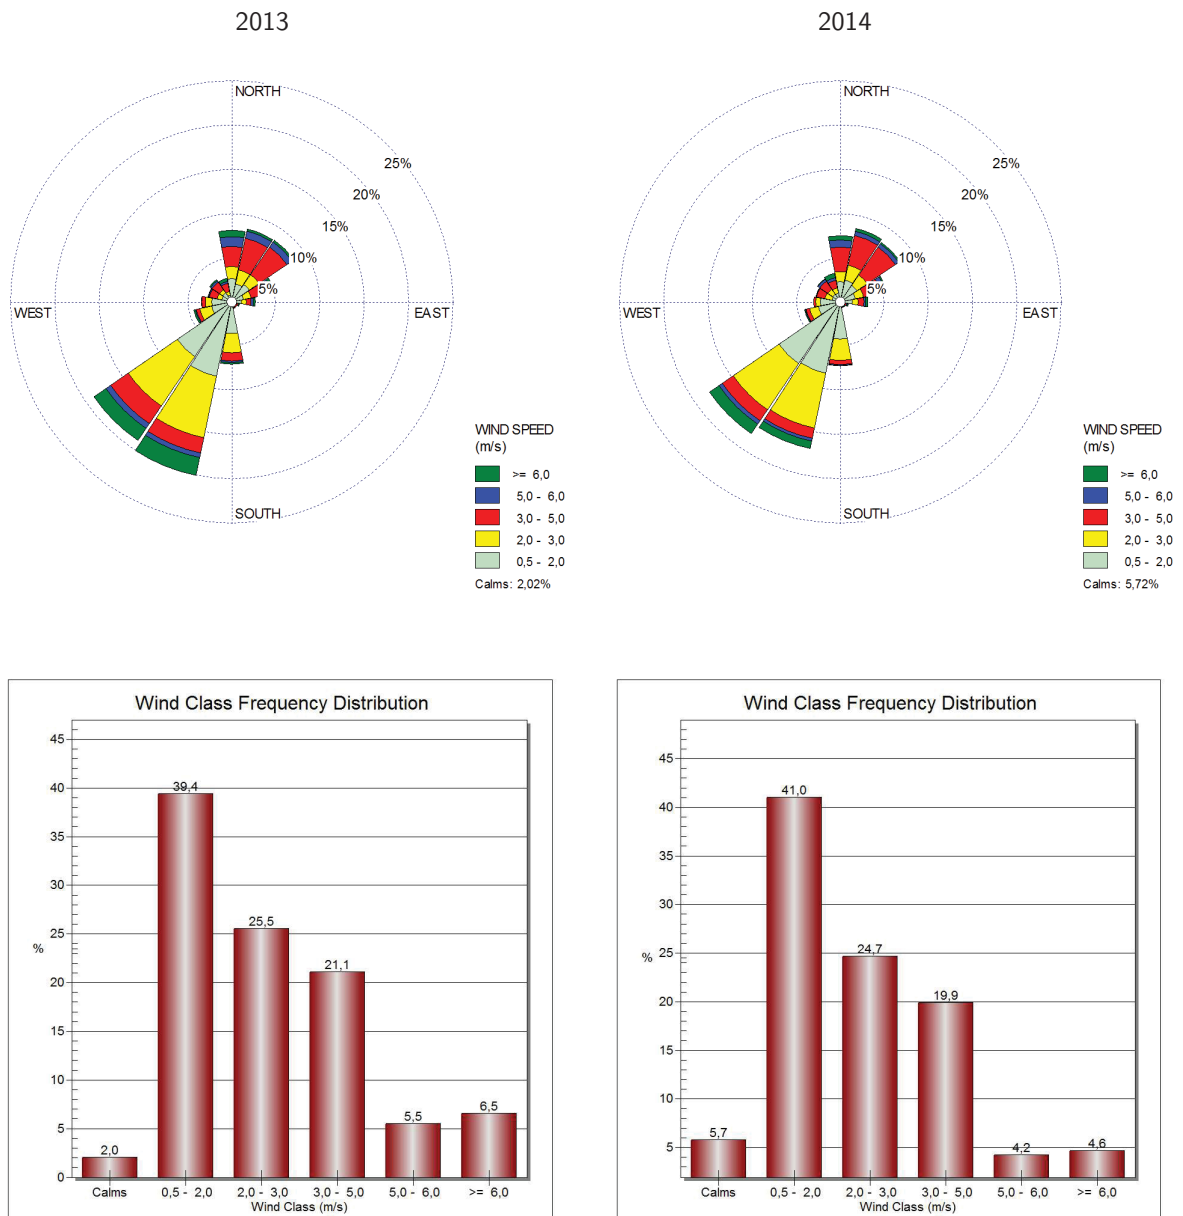 2013
NORTH
25%
20%
15%
10%
5%
WEST
EAST
SOUTH
WIND SPEED
(m/s)
>= 6,0
5,0 - 6,0
3,0 - 5,0
2,0 - 3,0
0,5 - 2,0
Calms: 2,02%
2014
NORTH
25%
20%
15%
10%
5%
WEST
EAST
SOUTH
WIND SPEED
(m/s)
>= 6,0
5,0 - 6,0
3,0 - 5,0
2,0 - 3,0
0,5 - 2,0
Calms: 5,72%
Wind Class Frequency Distribution
45
40
35
30
25
20
15
10
5
0
%
2,0
39,4
25,5
21,1
5,5
6,5
Calms 0,5 - 2,0 2,0 - 3,0 3,0 - 5,0 5,0 - 6,0 >= 6,0
Wind Class (m/s)
Wind Class Frequency Distribution
45
40
35
30
25
20
15
10
5
%
5,7
41,0
24,7
19,9
4,2
4,6
Calms 0,5 - 2,0 2,0 - 3,0 3,0 - 5,0 5,0 - 6,0 >= 6,0
Wind Class (m/s)